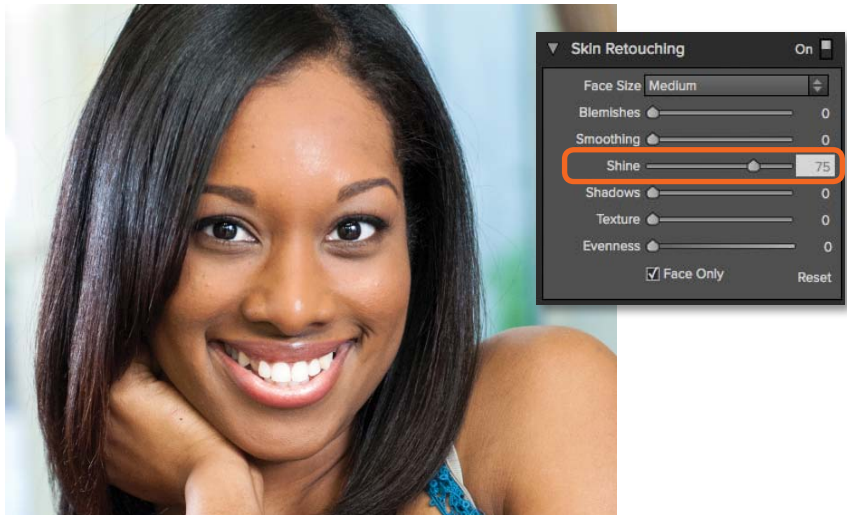 Skin Retouching On
Face Size Medium
Blemishes 0
Smoothing 0
Shine 75
Shadows 0
Texture 0
Evenness 0
Face Only Reset